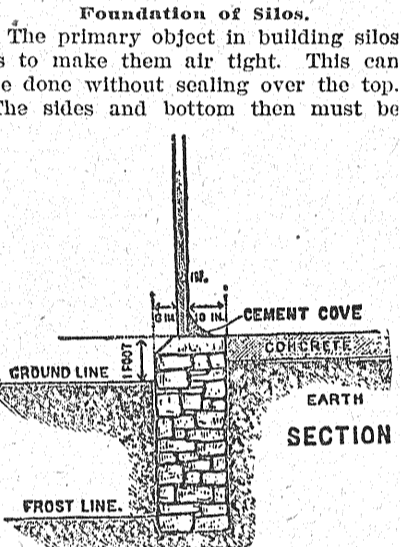 Foundation of Silos.
The primary object in building silos
s to make them air tight. This can
e done without sealing over the top.
The sides and bottom then must be
IN.
6 IN.
10 IN.
CEMENT COVE
1 FOOT
CONCRETE
GROUND LINE
EARTH
SECTION
FROST LINE.